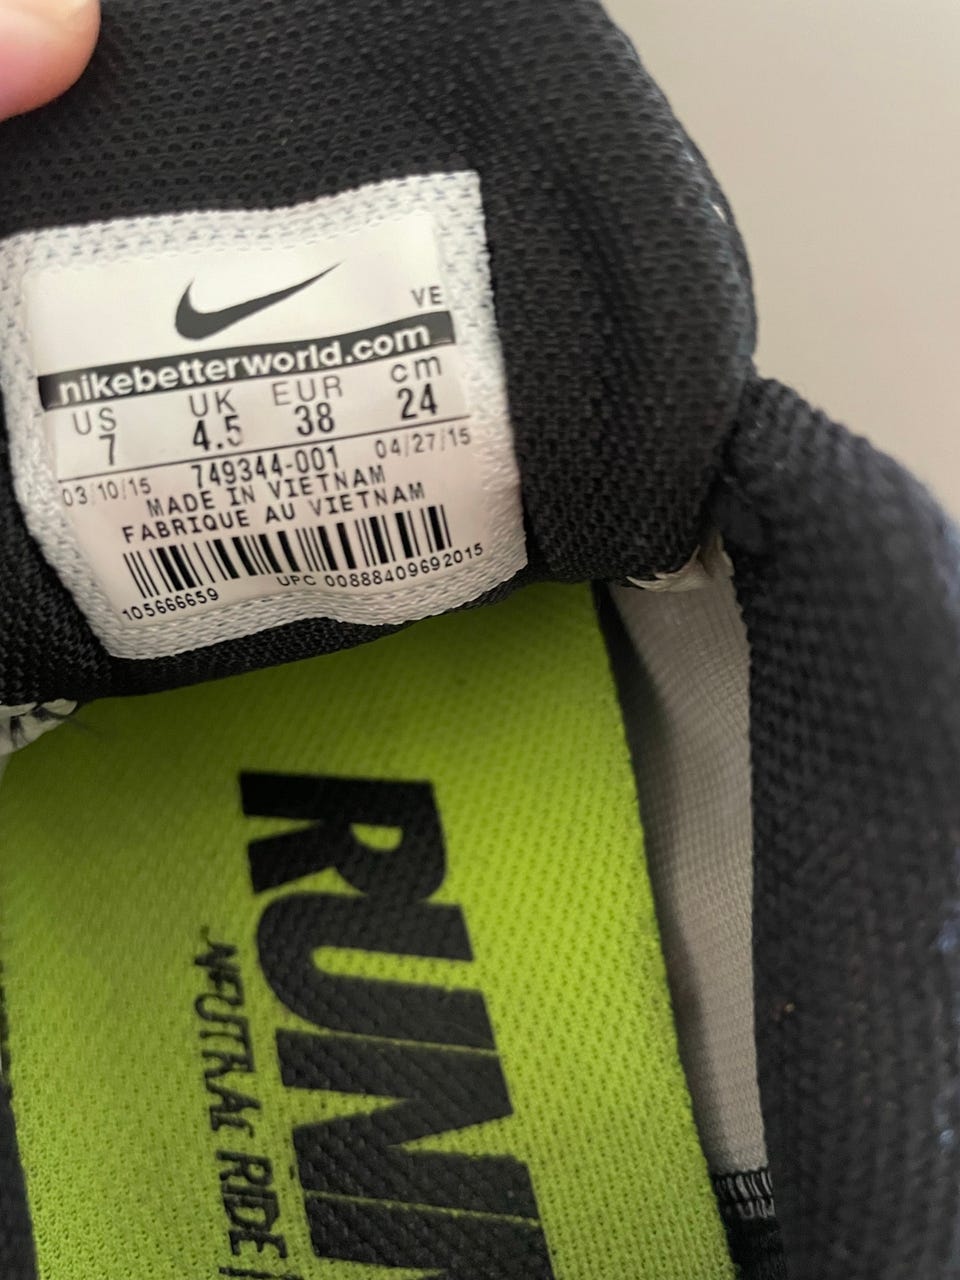 VE
nikebetterworld.com
US UK EUR cm
7 4.5 38 24
03/10/15 749344-001 04/27/15
MADE IN VIETNAM
FABRIQUE AU VIETNAM
105666659 UPC 00888409692015
RUNN
NEUTRAL RIDE